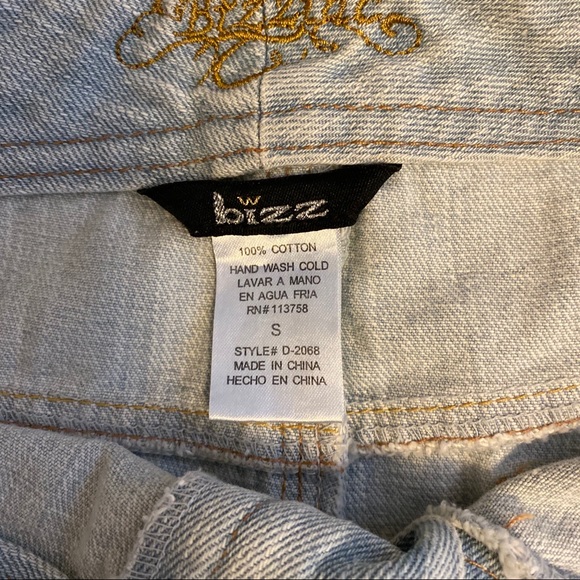 bizz
100% COTTON
HAND WASH COLD
LAVAR A MANO
EN AGUA FRIA
RN# 113758
S
STYLE# D-2068
MADE IN CHINA
HECHO EN CHINA